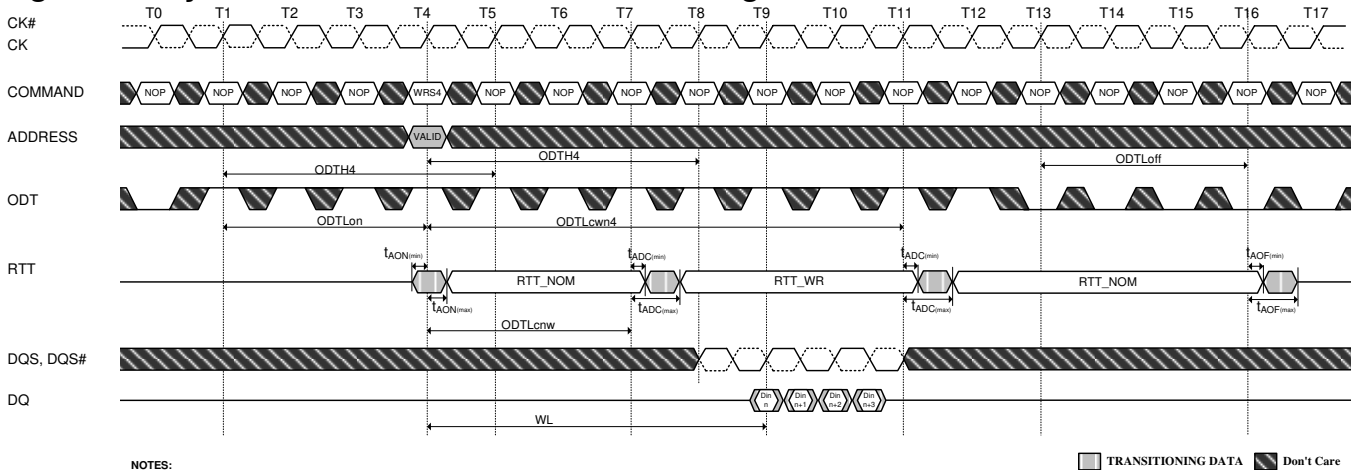 T0 T1 T2 T3 T4 T5 T6 T7 T8 T9 T10 T11 T12 T13 T14 T15 T16 T17
CK#
CK
COMMAND NOP NOP NOP NOP WRS4 NOP NOP NOP NOP NOP NOP NOP NOP NOP NOP NOP NOP NOP
ADDRESS VALID
ODTH4 ODTLoff
ODTH4
ODT
ODTLon ODTLcwn4
tAON(min) tADC(min) tADC(min) tAOF(min)
RTT RTT_NOM RTT_WR RTT_NOM
tAON(max) tADC(max) tADC(max) tAOF(max)
ODTLcnw
DQS, DQS#
DQ Din n Din n+1 Din n+2 Din n+3
WL
NOTES: TRANSITIONING DATA Don't Care